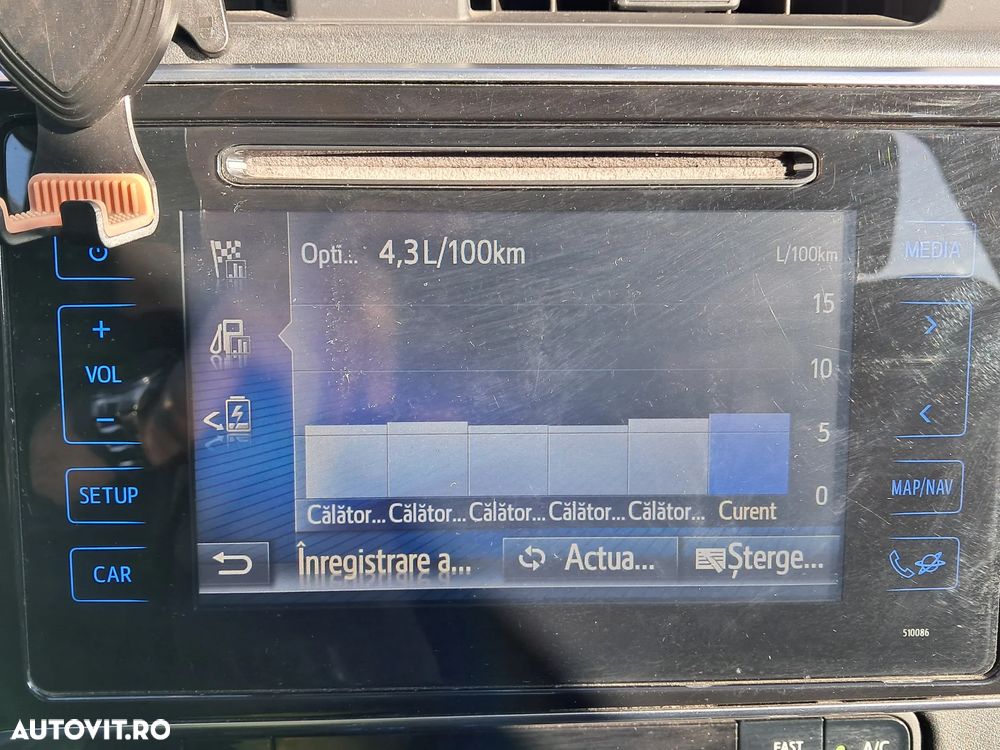 MEDIA
Opti... 4,3L/100km
L/100km
15
10
5
0
+
VOL
−
SETUP
CAR
MAP/NAV
Călător... Călător... Călător... Călător... Călător... Curent
Înregistrare a... Actua... Șterge...
510086
AUTOVIT.RO
FAST
A/C